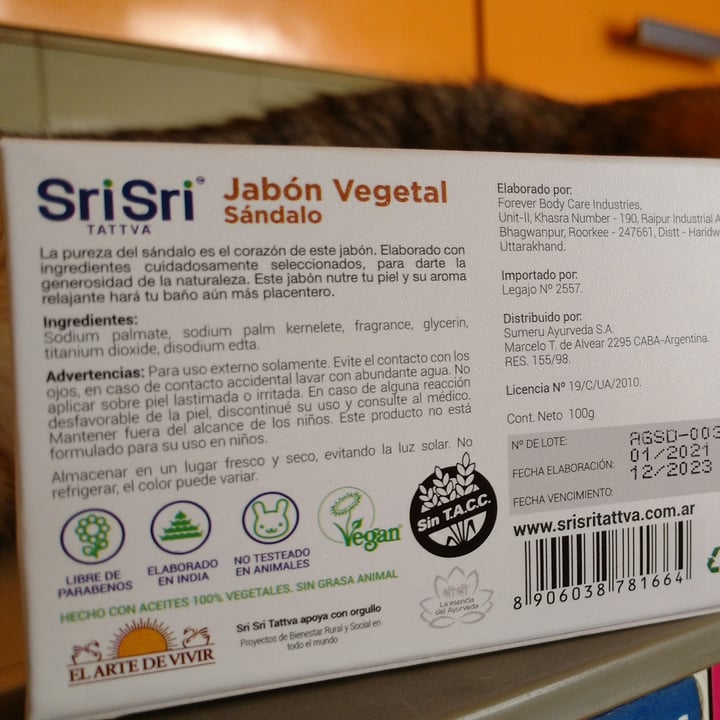 SriSri™
TATTVA
Jabón Vegetal
Sándalo
La pureza del sándalo es el corazón de este jabón. Elaborado con
ingredientes cuidadosamente seleccionados, para darte la
generosidad de la naturaleza. Este jabón nutre tu piel y su aroma
relajante hará tu baño aún más placentero.
Ingredientes:
Sodium palmate, sodium palm kernelete, fragrance, glycerin,
titanium dioxide, disodium edta.
Advertencias: Para uso externo solamente. Evite el contacto con los
ojos, en caso de contacto accidental lavar con abundante agua. No
aplicar sobre piel lastimada o irritada. En caso de alguna reacción
desfavorable de la piel, discontinué su uso y consulte al médico.
Mantener fuera del alcance de los niños. Este producto no está
formulado para su uso en niños.
Almacenar en un lugar fresco y seco, evitando la luz solar. No
refrigerar, el color puede variar.
LIBRE DE
PARABENOS
ELABORADO
EN INDIA
NO TESTEADO
EN ANIMALES
Vegan
Sin T.A.C.C.
HECHO CON ACEITES 100% VEGETALES. SIN GRASA ANIMAL
EL ARTE DE VIVIR
Sri Sri Tattva apoya con orgullo
Proyectos de Bienestar Rural y Social en
todo el mundo
श्री श्री
La esencia
del Ayurveda
Elaborado por:
Forever Body Care Industries,
Unit-II, Khasra Number - 190, Raipur Industrial A
Bhagwanpur, Roorkee - 247661, Distt - Haridw
Uttarakhand.
Importado por:
Legajo Nº 2557.
Distribuido por:
Sumeru Ayurveda S.A.
Marcelo T. de Alvear 2295 CABA-Argentina.
RES. 155/98.
Licencia Nº 19/C/UA/2010.
Cont. Neto 100g
Nº DE LOTE: AGSD-003
FECHA ELABORACIÓN: 01/2021
FECHA VENCIMIENTO: 12/2023
www.srisritattva.com.ar
8 906038 781664